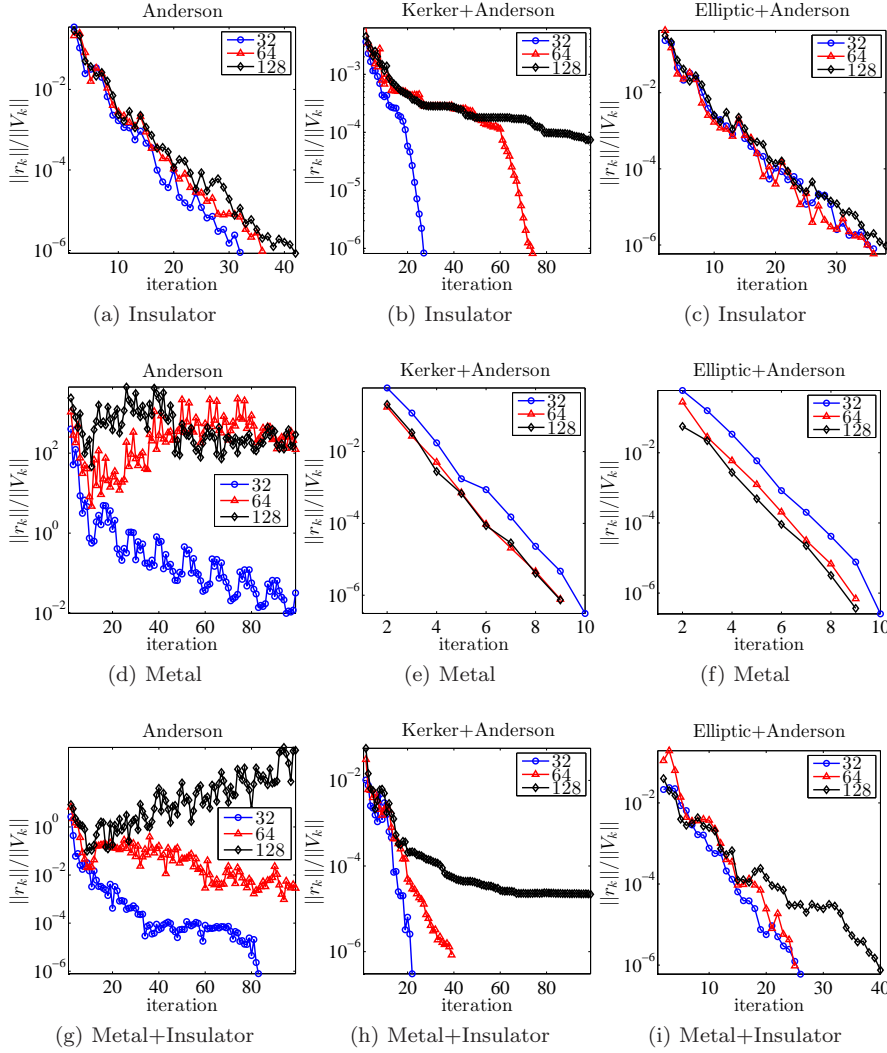 Anderson
||r_k||/||V_k||
10^-2
10^-4
10^-6
32
64
128
10 20 30 40
iteration
(a) Insulator
Kerker+Anderson
||r_k||/||V_k||
10^-3
10^-4
10^-5
10^-6
32
64
128
20 40 60 80
iteration
(b) Insulator
Elliptic+Anderson
||r_k||/||V_k||
10^-2
10^-4
10^-6
32
64
128
10 20 30
iteration
(c) Insulator
Anderson
||r_k||/||V_k||
10^2
10^0
10^-2
32
64
128
20 40 60 80
iteration
(d) Metal
Kerker+Anderson
||r_k||/||V_k||
10^-2
10^-4
10^-6
32
64
128
2 4 6 8 10
iteration
(e) Metal
Elliptic+Anderson
||r_k||/||V_k||
10^-2
10^-4
10^-6
32
64
128
2 4 6 8 10
iteration
(f) Metal
Anderson
||r_k||/||V_k||
10^0
10^-2
10^-4
10^-6
32
64
128
20 40 60 80
iteration
(g) Metal+Insulator
Kerker+Anderson
||r_k||/||V_k||
10^-2
10^-4
10^-6
32
64
128
20 40 60 80
iteration
(h) Metal+Insulator
Elliptic+Anderson
||r_k||/||V_k||
10^-2
10^-4
10^-6
32
64
128
10 20 30 40
iteration
(i) Metal+Insulator